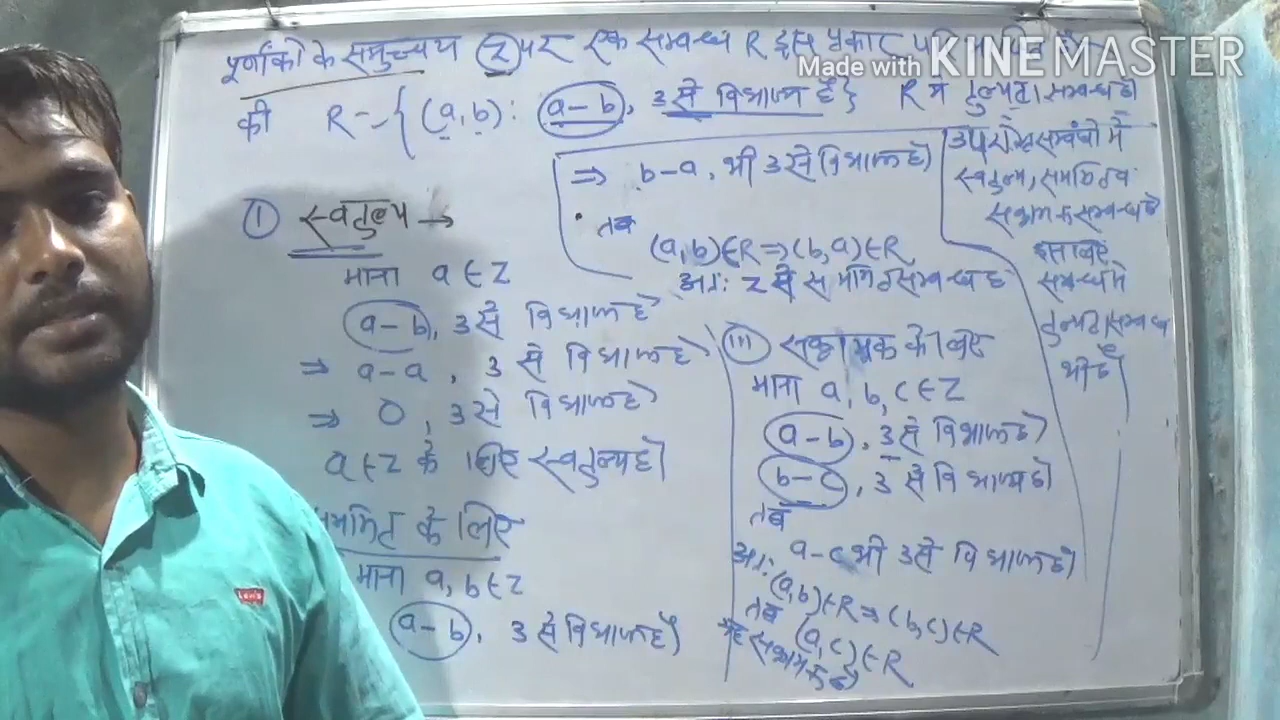 पूर्णांको के समुच्चय Z पर एक सम्बन्ध R इस प्रकार
Made with KINEMASTER
की R = { (a, b) : a-b, 3 से विभाज्य है } R में तुल्यता सम्बन्ध है
① स्वतुल्य →
माना a ∈ Z
a-b, 3 से विभाज्य है
⇒ a-a, 3 से विभाज्य है
⇒ 0, 3 से विभाज्य है
a ∈ Z के लिए स्वतुल्य है
सममित के लिए
माना a, b ∈ Z
a-b, 3 से विभाज्य है
⇒ b-a, भी 3 से विभाज्य है
तब
(a, b) ∈ R ⇒ (b, a) ∈ R
अतः Z से सममित सम्बन्ध है
(III) संक्रामक के लिए
माना a, b, c ∈ Z
a-b, 3 से विभाज्य है
b-c, 3 से विभाज्य है
तब
अतः a-c भी 3 से विभाज्य है
(a, b) ∈ R ⇒ (b, c) ∈ R
तब (a, c) ∈ R
यह संक्रामक है
उपरोक्त सम्बंधो में
स्वतुल्य, सममित व
संक्रामक सम्बन्ध है
इसलिए
सम्बन्ध में
तुल्यता सम्बन्ध
भी है
Levi's